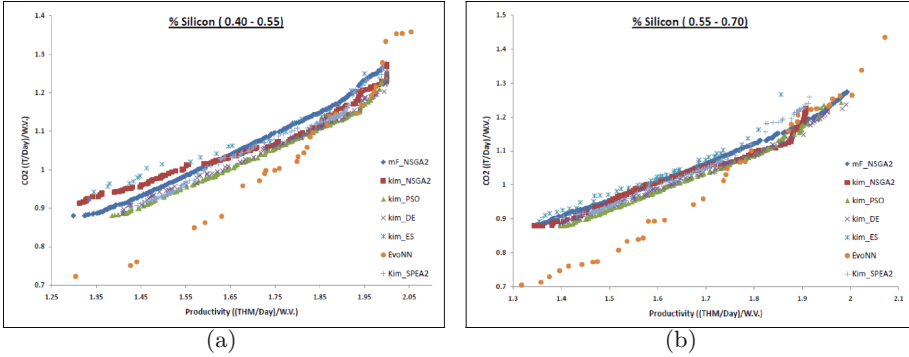 % Silicon ( 0.40 - 0.55)
CO2 ((T/Day)/W.V.)
1.4
1.3
1.2
1.1
1
0.9
0.8
0.7
1.25
1.35
1.45
1.55
1.65
1.75
1.85
1.95
2.05
Productivity ((THM/Day)/W.V.)
mF_NSGA2
kim_NSGA2
kim_PSO
kim_DE
kim_ES
EvoNN
Kim_SPEA2
(a)
% Silicon ( 0.55 - 0.70)
CO2 ((T/Day)/W.V.)
1.5
1.4
1.3
1.2
1.1
1
0.9
0.8
0.7
1.3
1.4
1.5
1.6
1.7
1.8
1.9
2
2.1
Productivity ((THM/Day)/W.V.)
mF_NSGA2
kim_NSGA2
kim_PSO
kim_DE
kim_ES
EvoNN
Kim_SPEA2
(b)